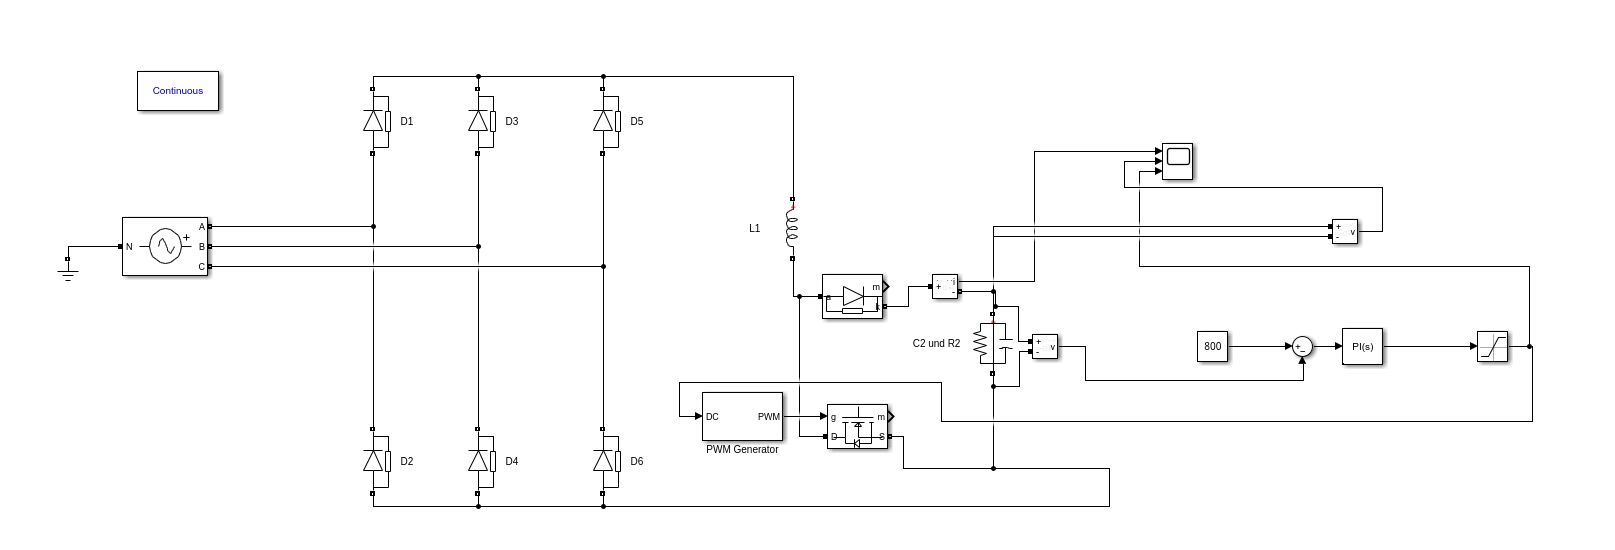 Continuous
D1
D3
D5
N
+
A
B
C
L1
a
m
k
+
i
-
+
-
v
C2 und R2
+
-
v
800
+
−
PI(s)
DC
PWM
PWM Generator
g
m
D
S
D2
D4
D6